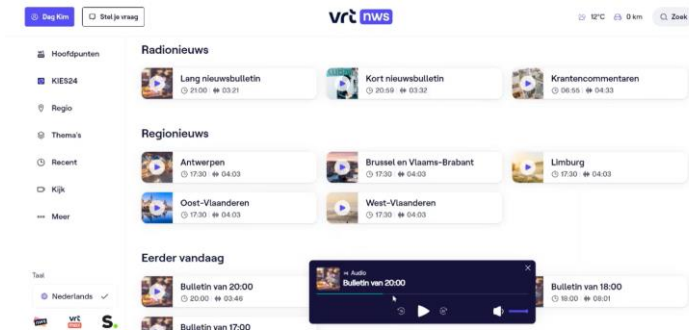 Dag Kim
Stel je vraag
vrt nws
12°C
0 km
Zoek
Hoofdpunten
KIES24
Regio
Thema's
Recent
Kijk
Meer
Taal
Nederlands
vrt
S.
Radionieuws
Lang nieuwsbulletin
21:00 03:21
Kort nieuwsbulletin
20:59 03:32
Krantencommentaren
06:55 04:33
Regionieuws
Antwerpen
17:30 04:03
Brussel en Vlaams-Brabant
17:30 04:03
Limburg
17:30 04:03
Oost-Vlaanderen
17:30 04:03
West-Vlaanderen
17:30 04:03
Eerder vandaag
Bulletin van 20:00
20:00 03:46
Audio
Bulletin van 20:00
Bulletin van 18:00
18:00 08:01
Bulletin van 17:00